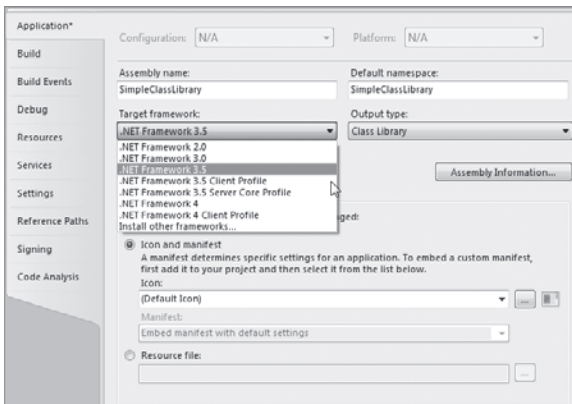 Application*
Build
Build Events
Debug
Resources
Services
Settings
Reference Paths
Signing
Code Analysis
Configuration: N/A Platform: N/A
Assembly name: Default namespace:
SimpleClassLibrary SimpleClassLibrary
Target framework: Output type:
.NET Framework 3.5 Class Library
.NET Framework 2.0
.NET Framework 3.0
.NET Framework 3.5
.NET Framework 3.5 Client Profile
.NET Framework 3.5 Server Core Profile
.NET Framework 4
.NET Framework 4 Client Profile
Install other frameworks...
Assembly Information...
ged:
Icon and manifest
A manifest determines specific settings for an application. To embed a custom manifest,
first add it to your project and then select it from the list below.
Icon:
(Default Icon) ...
Manifest:
Embed manifest with default settings
Resource file:
...